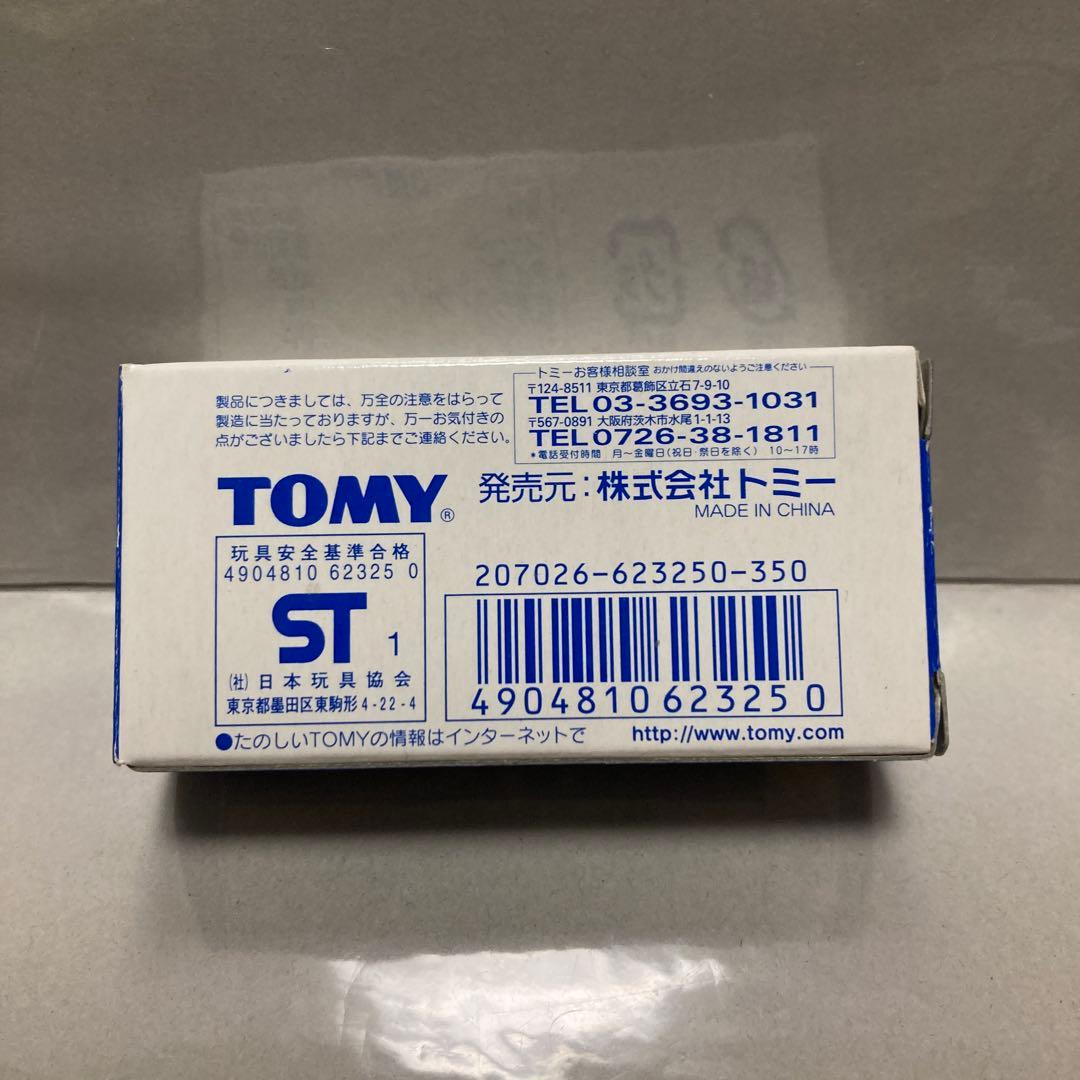 製品につきましては、万全の注意をはらって
製造に当たっておりますが、万一お気付きの
点がございましたら下記までご連絡ください。
トミーお客様相談室 おかけ間違えのないようご注意ください
〒124-8511 東京都葛飾区立石7-9-10
TEL 03-3693-1031
〒567-0891 大阪府茨木市水尾1-1-13
TEL 0726-38-1811
*電話受付時間 月〜金曜日(祝日・祭日を除く) 10〜17時
TOMY®
発売元:株式会社トミー
MADE IN CHINA
玩具安全基準合格
4904810 62325 0
ST 1
(社)日本玩具協会
東京都墨田区東駒形4-22-4
207026-623250-350
4904810623250
●たのしいTOMYの情報はインターネットで http://www.tomy.com